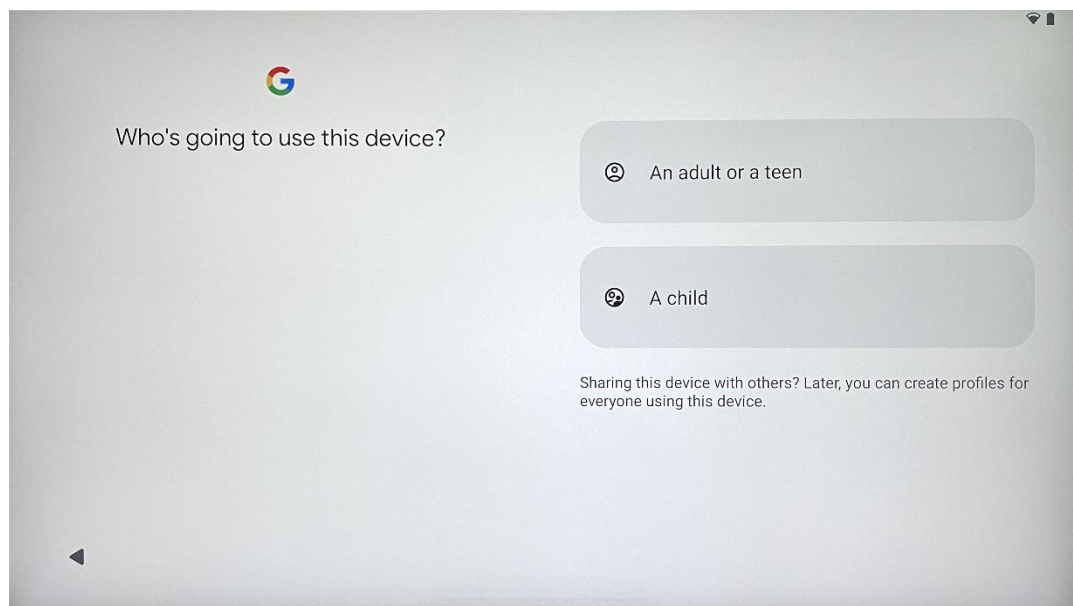 Who's going to use this device?
An adult or a teen
A child
Sharing this device with others? Later, you can create profiles for
everyone using this device.